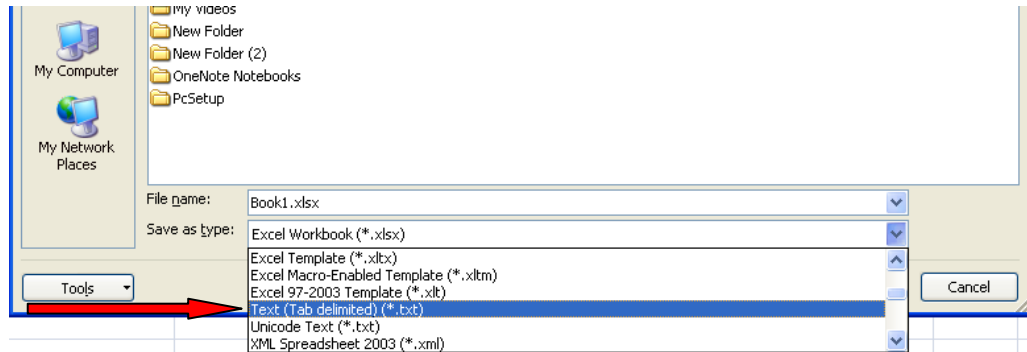 My Videos
New Folder
New Folder (2)
OneNote Notebooks
PcSetup
My Computer
My Network
Places
File name:
Book1.xlsx
Save as type:
Excel Workbook (*.xlsx)
Excel Template (*.xltx)
Excel Macro-Enabled Template (*.xltm)
Excel 97-2003 Template (*.xlt)
Text (Tab delimited) (*.txt)
Unicode Text (*.txt)
XML Spreadsheet 2003 (*.xml)
Tools
Cancel